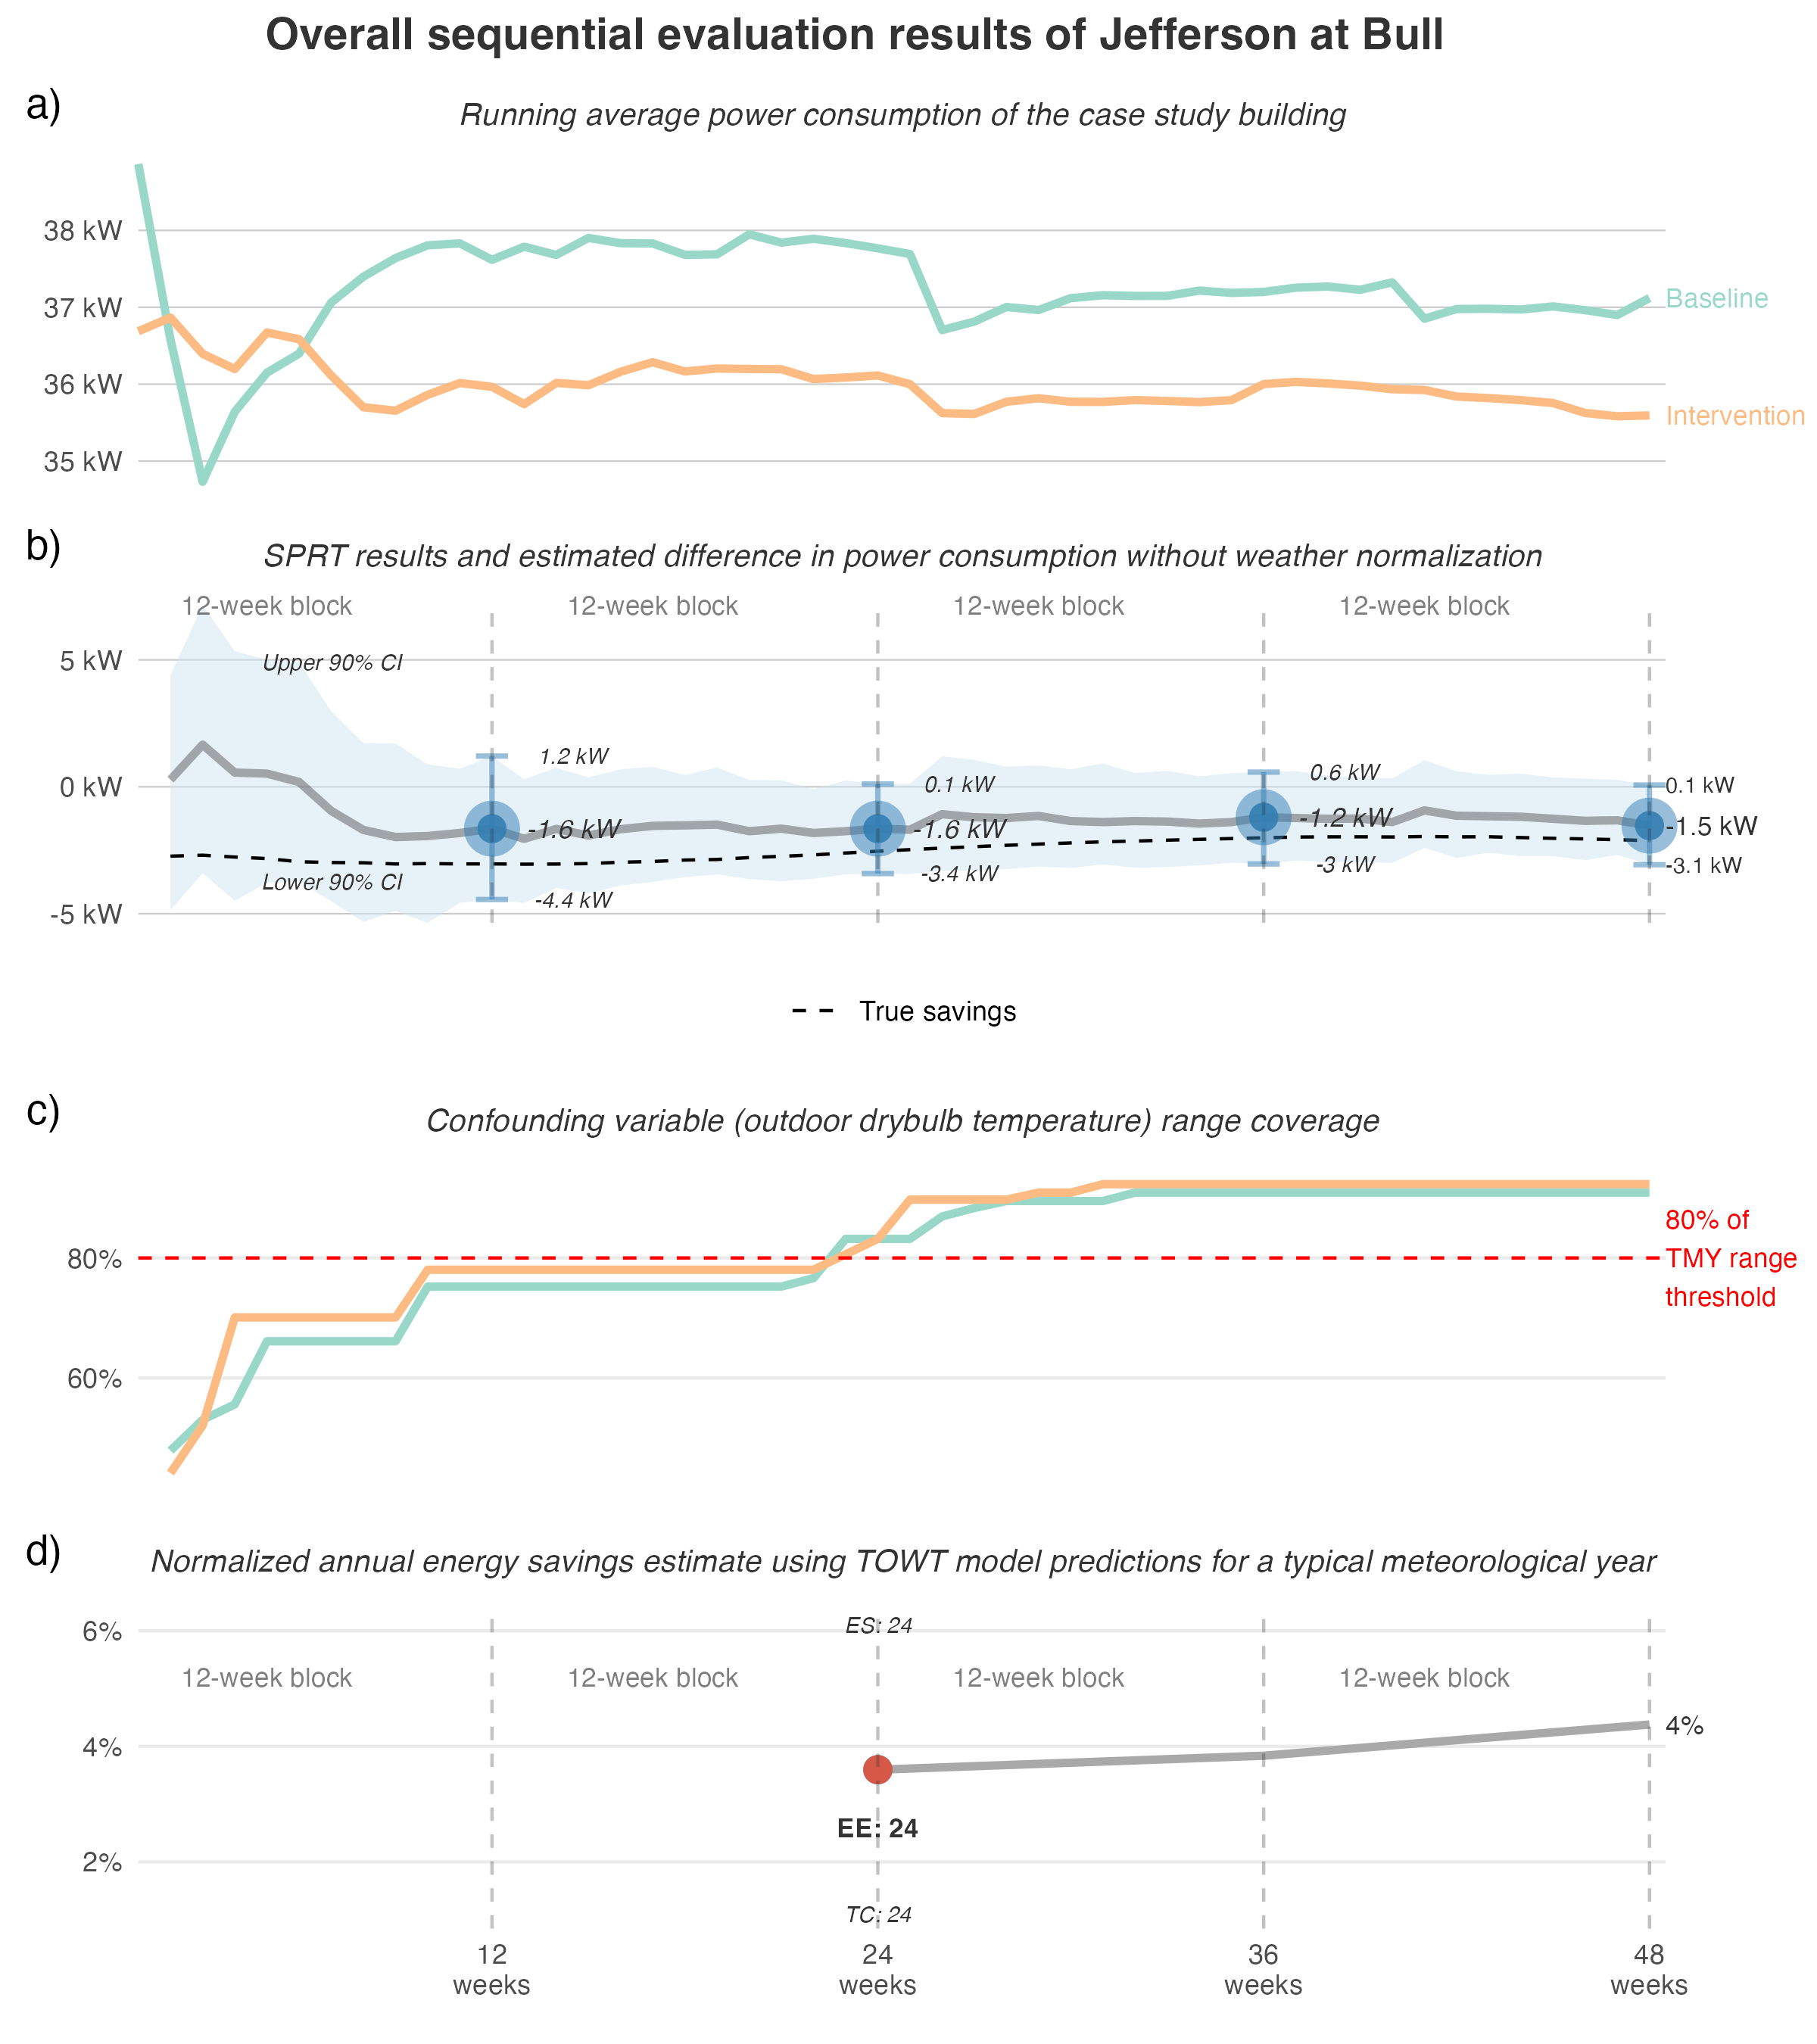 Overall sequential evaluation results of Jefferson at Bull
a)
Running average power consumption of the case study building
38 kW
37 kW
36 kW
35 kW
Baseline
Intervention
b)
SPRT results and estimated difference in power consumption without weather normalization
12-week block 12-week block 12-week block 12-week block
5 kW
0 kW
-5 kW
Upper 90% CI
Lower 90% CI
1.2 kW
-1.6 kW
-4.4 kW
0.1 kW
-1.6 kW
-3.4 kW
0.6 kW
-1.2 kW
-3 kW
0.1 kW
-1.5 kW
-3.1 kW
True savings
c)
Confounding variable (outdoor drybulb temperature) range coverage
80%
60%
80% of
TMY range
threshold
d)
Normalized annual energy savings estimate using TOWT model predictions for a typical meteorological year
6%
4%
2%
ES: 24
12-week block 12-week block 12-week block 12-week block
4%
EE: 24
TC: 24
12
weeks
24
weeks
36
weeks
48
weeks